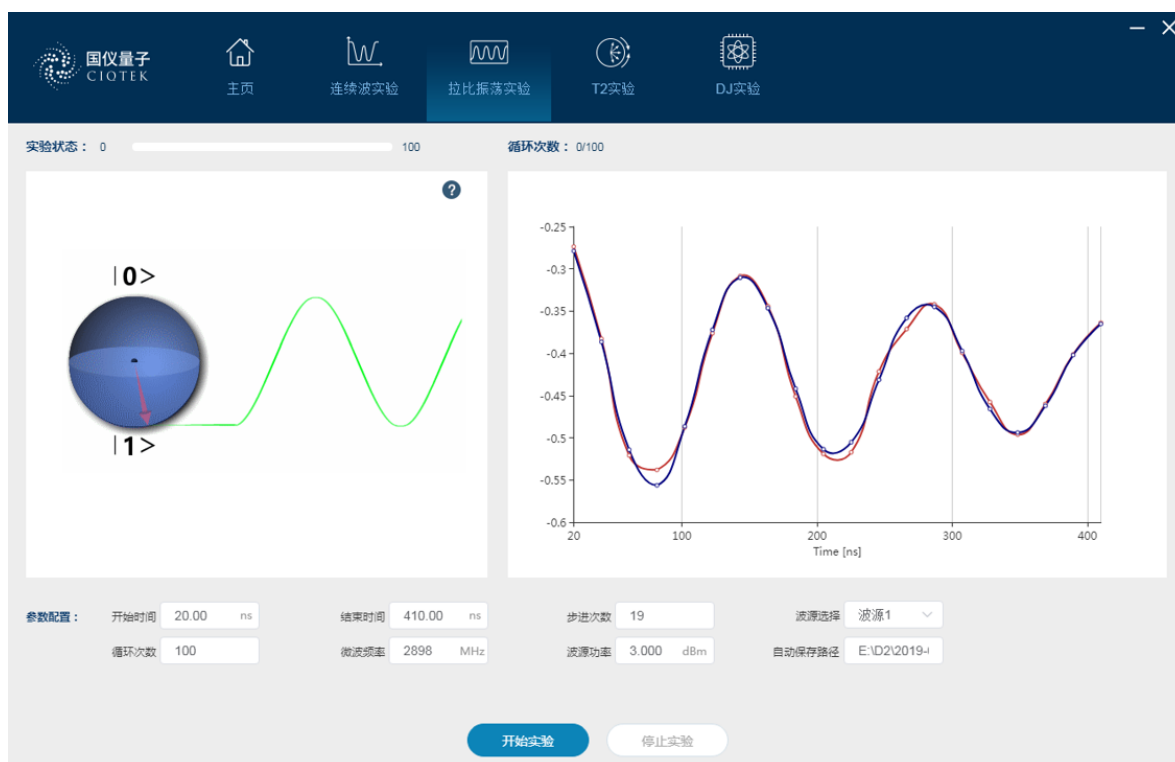 国仪量子
CIQTEK
主页
连续波实验
拉比振荡实验
T2实验
DJ实验
实验状态： 0 100
循环次数： 0/100
?
|0>
|1>
-0.25
-0.3
-0.35
-0.4
-0.45
-0.5
-0.55
-0.6
20 100 200 300 400
Time [ns]
参数配置： 开始时间 20.00 ns 结束时间 410.00 ns 步进次数 19 波源选择 波源1
循环次数 100 微波频率 2898 MHz 波源功率 3.000 dBm 自动保存路径 E:\D2\2019-
开始实验 停止实验